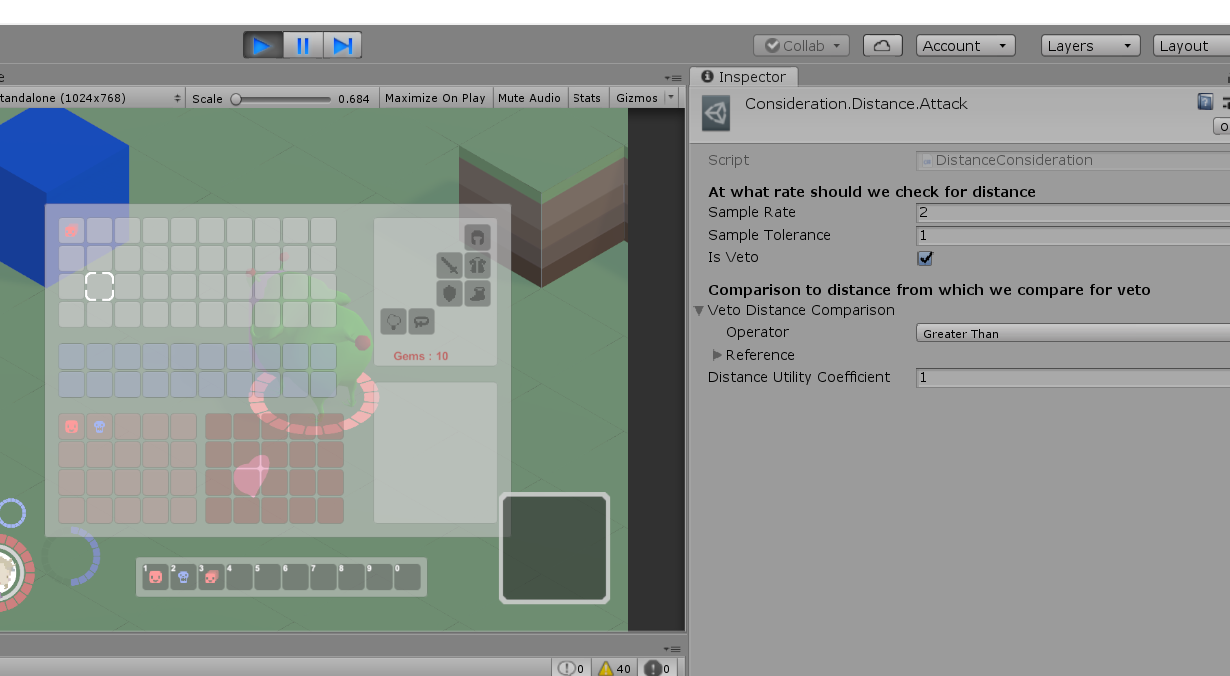 Collab
Account
Layers
Layout
e
tandalone (1024x768)
Scale
0.684
Maximize On Play
Mute Audio
Stats
Gizmos
Inspector
Consideration.Distance.Attack
O
Script
DistanceConsideration
At what rate should we check for distance
Sample Rate
2
Sample Tolerance
1
Is Veto
Comparison to distance from which we compare for veto
Veto Distance Comparison
Operator
Greater Than
Reference
Distance Utility Coefficient
1
Gems : 10
1 2 3 4 5 6 7 8 9 0
0
40
0